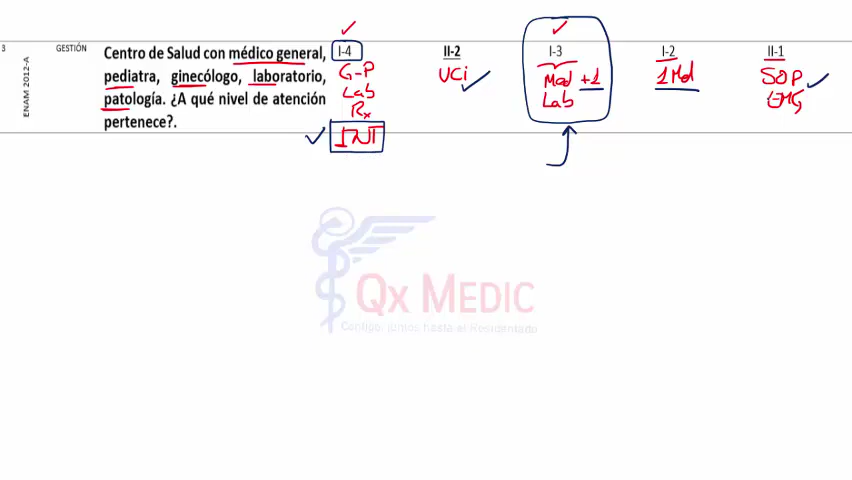 3
ENAM 2012-A
GESTIÓN
Centro de Salud con médico general,
pediatra, ginecólogo, laboratorio,
patología. ¿A qué nivel de atención
pertenece?.
I-4
G-P
Lab
Rx
INT
II-2
UCi
I-3
Med +1
Lab
I-2
1 Md
II-1
SOP
EMG
QX MEDIC
Contigo, juntos hasta el Residentado